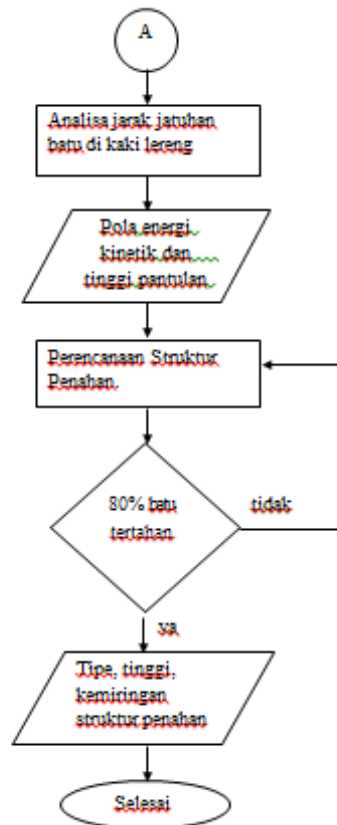 A
Analisa jarak jatuhan
batu di kaki lereng
Pola energi
kinetik dan
tinggi pantulan
Perencanaan Struktur
Penahan.
80% batu
tertahan
tidak
ya
Tipe, tinggi,
kemiringan
struktur penahan
Selesai